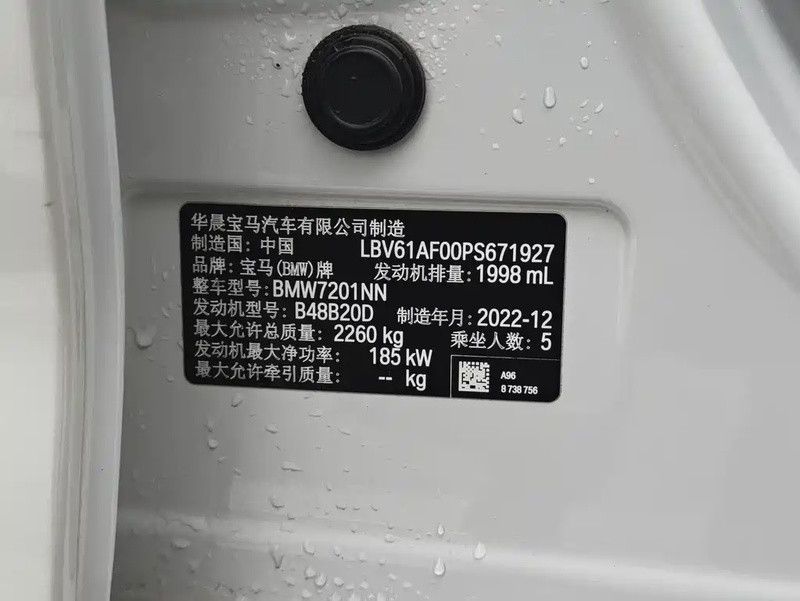 华晨宝马汽车有限公司制造
制造国: 中国 LBV61AF00PS671927
品牌: 宝马(BMW)牌 发动机排量: 1998 mL
整车型号: BMW7201NN
发动机型号: B48B20D 制造年月: 2022-12
最大允许总质量: 2260 kg 乘坐人数: 5
发动机最大净功率: 185 kW
最大允许牵引质量: -- kg
A96
8 738 756